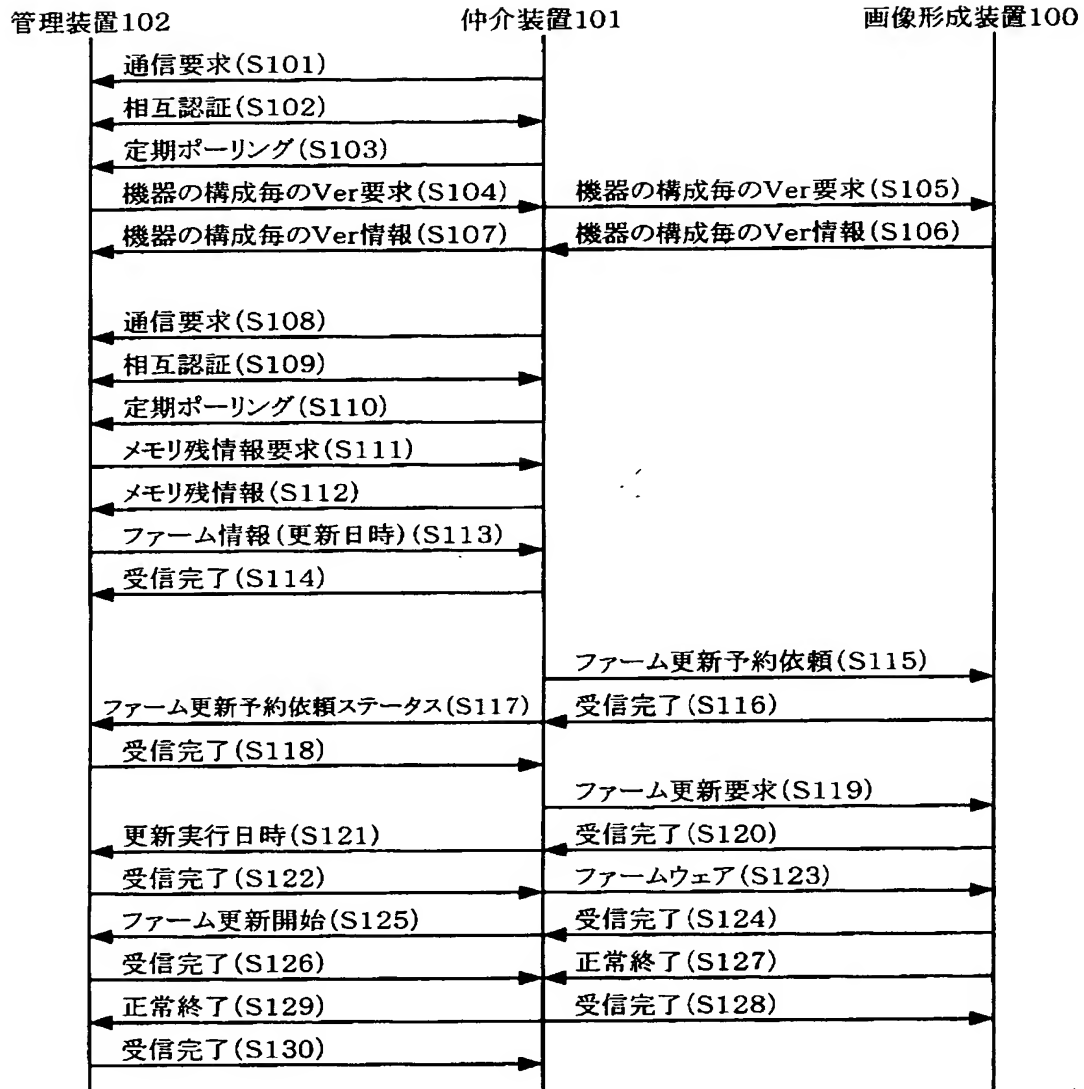 管理装置102 仲介装置101 画像形成装置100
通信要求(S101)
相互認証(S102)
定期ポーリング(S103)
機器の構成毎のVer要求(S104) 機器の構成毎のVer要求(S105)
機器の構成毎のVer情報(S107) 機器の構成毎のVer情報(S106)
通信要求(S108)
相互認証(S109)
定期ポーリング(S110)
メモリ残情報要求(S111)
メモリ残情報(S112)
ファーム情報(更新日時)(S113)
受信完了(S114)
ファーム更新予約依頼(S115)
ファーム更新予約依頼ステータス(S117) 受信完了(S116)
受信完了(S118)
ファーム更新要求(S119)
更新実行日時(S121) 受信完了(S120)
受信完了(S122) ファームウェア(S123)
ファーム更新開始(S125) 受信完了(S124)
受信完了(S126) 正常終了(S127)
正常終了(S129) 受信完了(S128)
受信完了(S130)